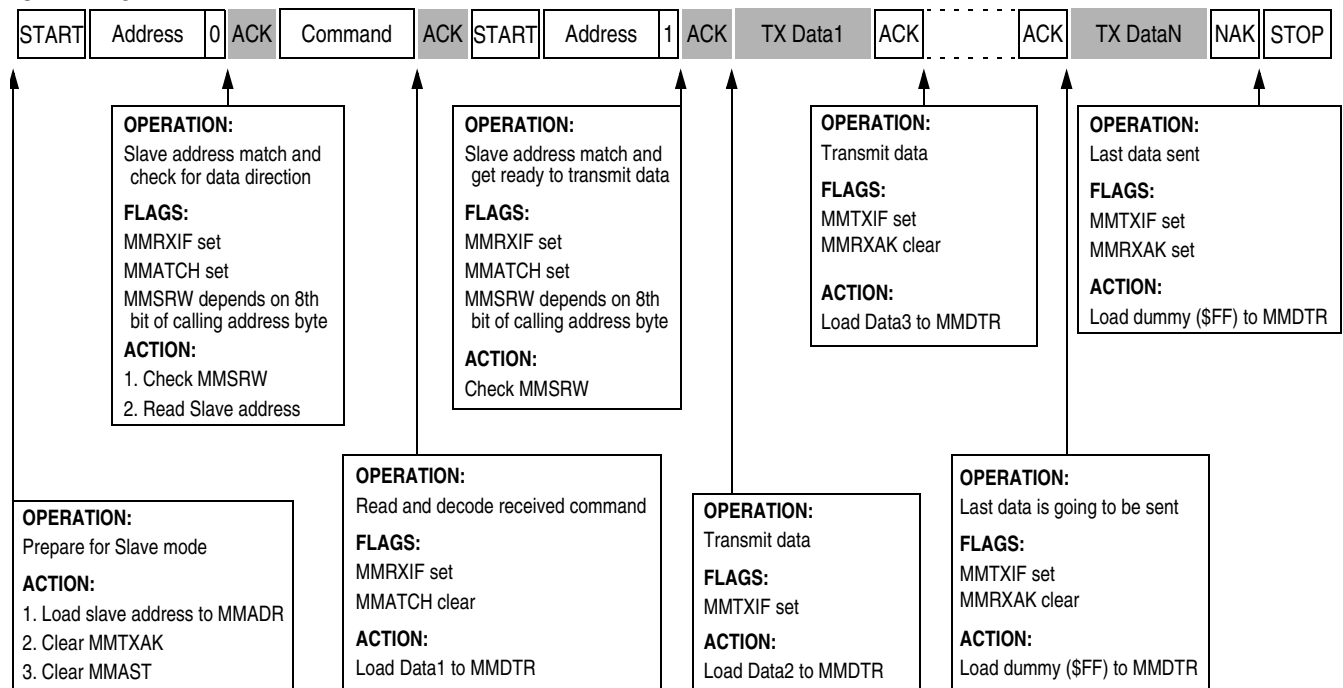 START Address 0 ACK Command ACK START Address 1 ACK TX Data1 ACK ACK TX DataN NAK STOP
OPERATION:
Slave address match and
check for data direction
FLAGS:
MMRXIF set
MMATCH set
MMSRW depends on 8th
bit of calling address byte
ACTION:
1. Check MMSRW
2. Read Slave address
OPERATION:
Slave address match and
get ready to transmit data
FLAGS:
MMRXIF set
MMATCH set
MMSRW depends on 8th
bit of calling address byte
ACTION:
Check MMSRW
OPERATION:
Transmit data
FLAGS:
MMTXIF set
MMRXAK clear
ACTION:
Load Data3 to MMDTR
OPERATION:
Last data sent
FLAGS:
MMTXIF set
MMRXAK set
ACTION:
Load dummy ($FF) to MMDTR
OPERATION:
Prepare for Slave mode
ACTION:
1. Load slave address to MMADR
2. Clear MMTXAK
3. Clear MMAST
OPERATION:
Read and decode received command
FLAGS:
MMRXIF set
MMATCH clear
ACTION:
Load Data1 to MMDTR
OPERATION:
Transmit data
FLAGS:
MMTXIF set
ACTION:
Load Data2 to MMDTR
OPERATION:
Last data is going to be sent
FLAGS:
MMTXIF set
MMRXAK clear
ACTION:
Load dummy ($FF) to MMDTR